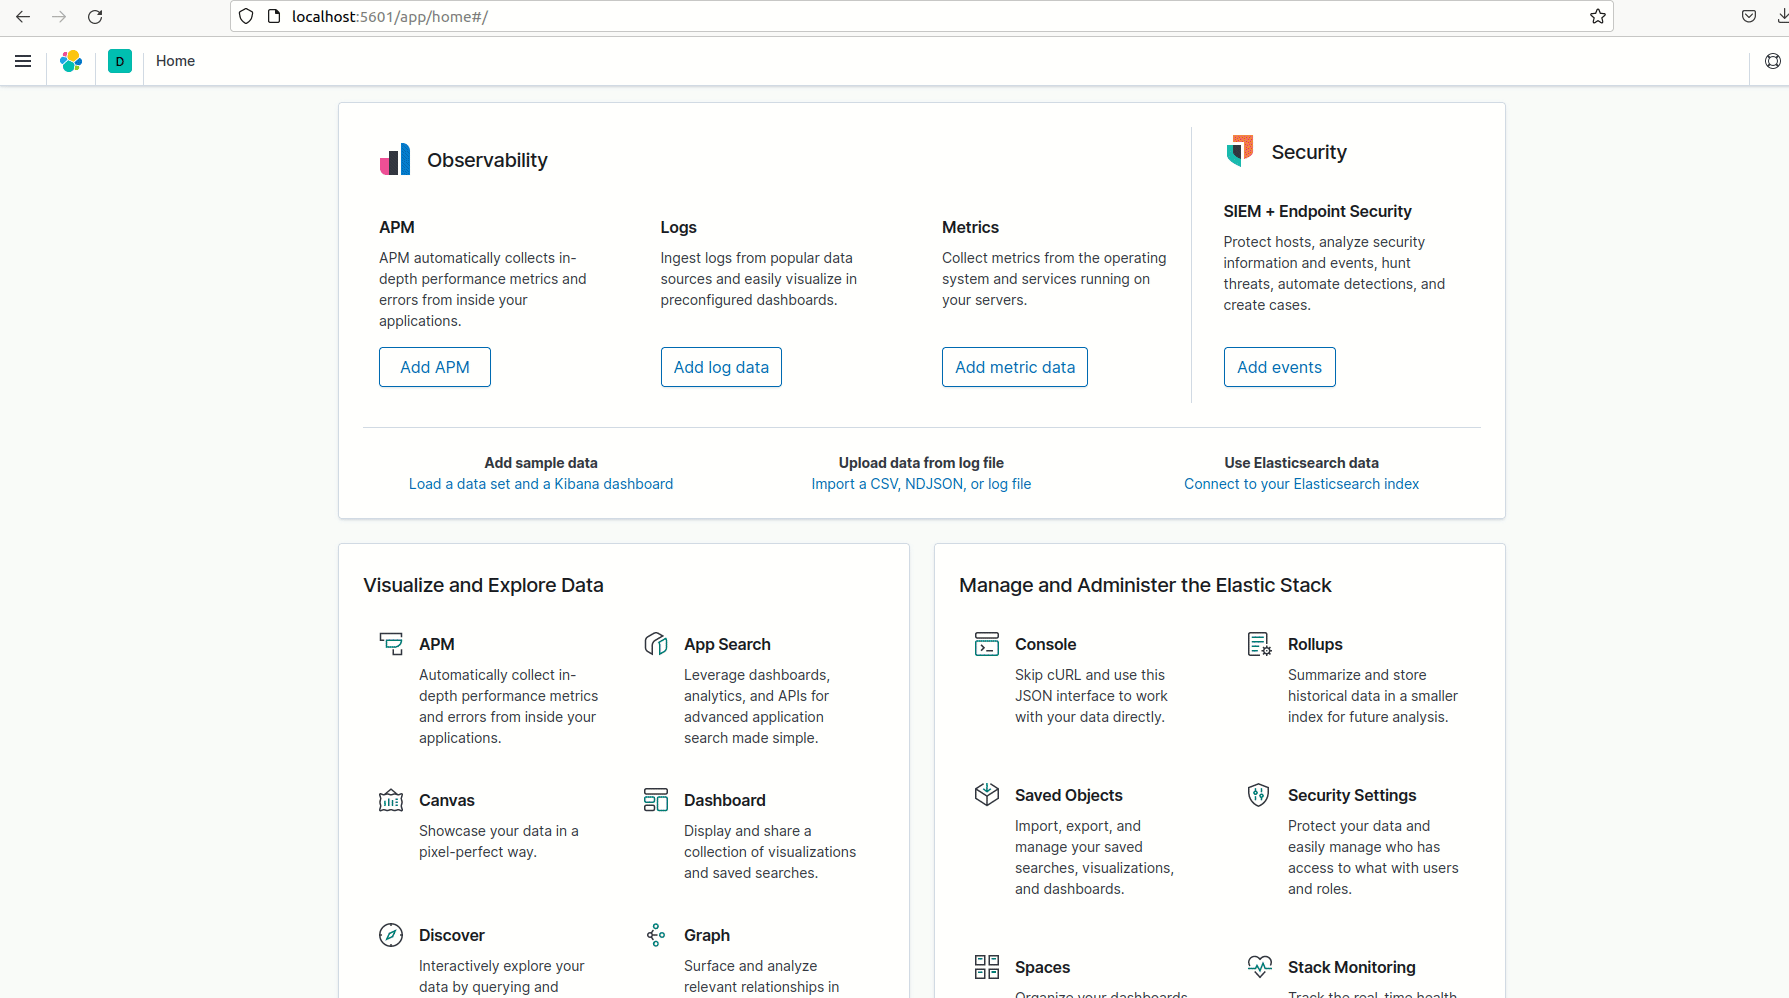 localhost:5601/app/home#/
D
Home
Observability
Security
APM
APM automatically collects in-
depth performance metrics and
errors from inside your
applications.
Add APM
Logs
Ingest logs from popular data
sources and easily visualize in
preconfigured dashboards.
Add log data
Metrics
Collect metrics from the operating
system and services running on
your servers.
Add metric data
SIEM + Endpoint Security
Protect hosts, analyze security
information and events, hunt
threats, automate detections, and
create cases.
Add events
Add sample data
Load a data set and a Kibana dashboard
Upload data from log file
Import a CSV, NDJSON, or log file
Use Elasticsearch data
Connect to your Elasticsearch index
Visualize and Explore Data
APM
Automatically collect in-
depth performance metrics
and errors from inside your
applications.
App Search
Leverage dashboards,
analytics, and APIs for
advanced application
search made simple.
Canvas
Showcase your data in a
pixel-perfect way.
Dashboard
Display and share a
collection of visualizations
and saved searches.
Discover
Interactively explore your
data by querying and
Graph
Surface and analyze
relevant relationships in
Manage and Administer the Elastic Stack
Console
Skip cURL and use this
JSON interface to work
with your data directly.
Rollups
Summarize and store
historical data in a smaller
index for future analysis.
Saved Objects
Import, export, and
manage your saved
searches, visualizations,
and dashboards.
Security Settings
Protect your data and
easily manage who has
access to what with users
and roles.
Spaces
Organize your dashboards
Stack Monitoring
Track the real-time health